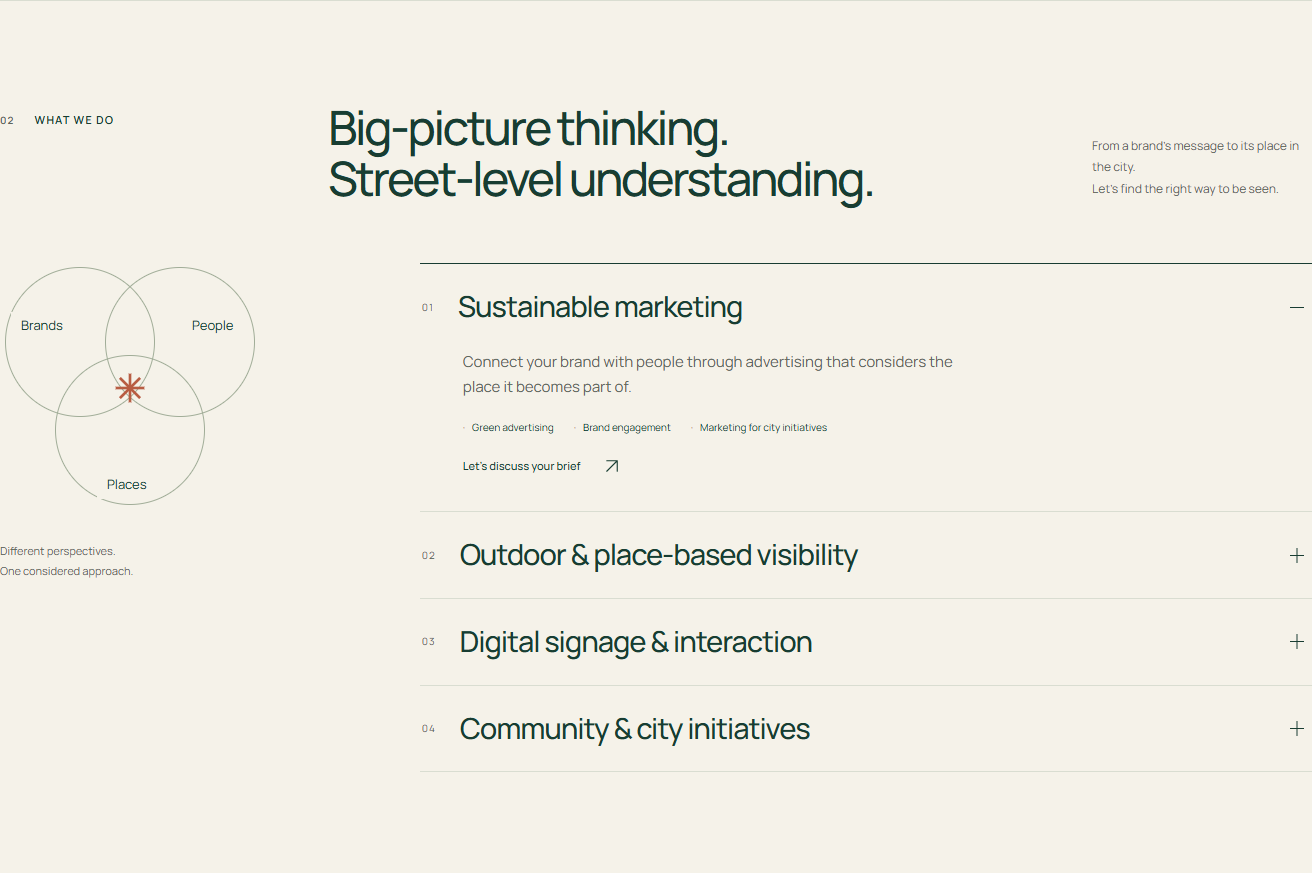 02 WHAT WE DO
Big-picture thinking.
Street-level understanding.
From a brand's message to its place in
the city.
Let's find the right way to be seen.
Brands
People
Places
Different perspectives.
One considered approach.
01 Sustainable marketing
Connect your brand with people through advertising that considers the
place it becomes part of.
· Green advertising · Brand engagement · Marketing for city initiatives
Let's discuss your brief
02 Outdoor & place-based visibility
03 Digital signage & interaction
04 Community & city initiatives